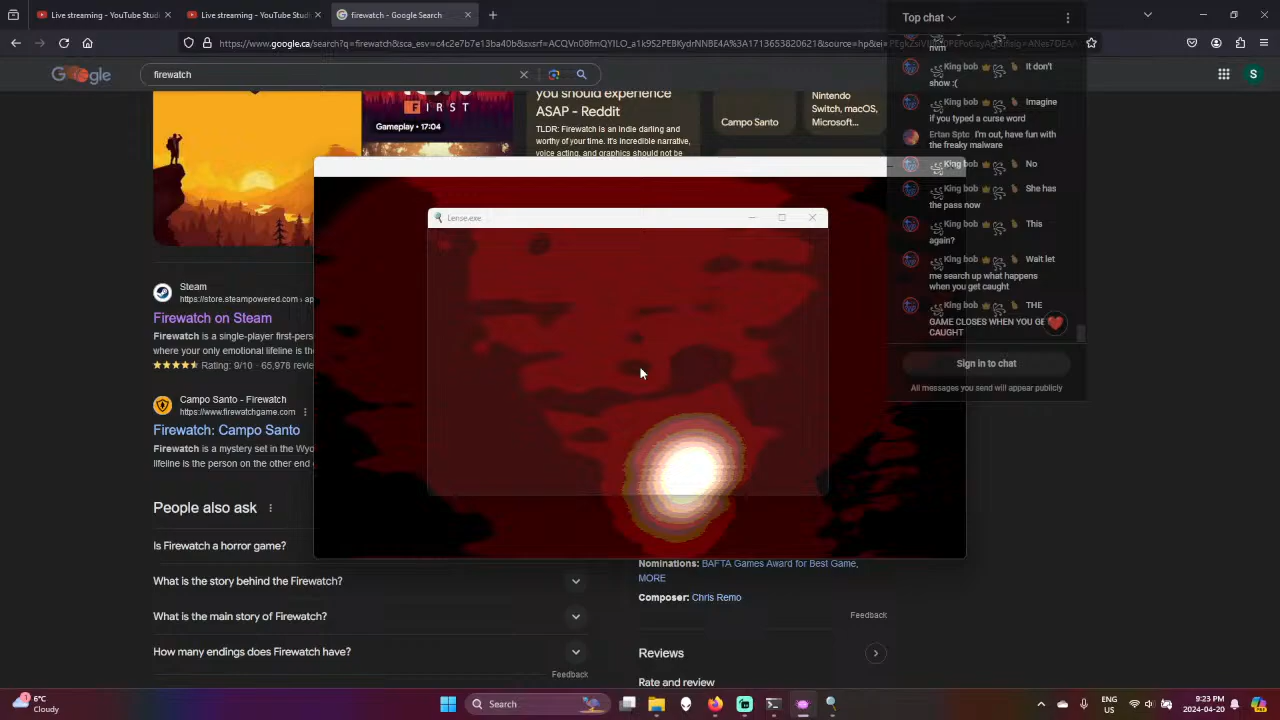 Live streaming - YouTube Studi
Live streaming - YouTube Studi
firewatch - Google Search
Top chat
https://www.google.ca/search?q=firewatch
Google
firewatch
S
FIRST
Gameplay • 17:04
you should experience
ASAP - Reddit
TLDR: Firewatch is an indie darling and
worthy of your time. It's incredible narrative,
voice acting, and graphics should not be
Campo Santo
Nintendo
Switch, macOS,
Microsoft...
nvm
King bob It don't
show :(
King bob Imagine
if you typed a curse word
Ertan Sptc I'm out, have fun with
the freaky malware
King bob No
King bob She has
the pass now
King bob This
again?
King bob Wait let
me search up what happens
when you get caught
King bob THE
GAME CLOSES WHEN YOU GE
CAUGHT
Sign in to chat
All messages you send will appear publicly
Lense.exe
Steam
https://store.steampowered.com › ap
Firewatch on Steam
Firewatch is a single-player first-pers
where your only emotional lifeline is the
Rating: 9/10 · 65,978 revie
Campo Santo - Firewatch
https://www.firewatchgame.com
Firewatch: Campo Santo
Firewatch is a mystery set in the Wyo
lifeline is the person on the other end
People also ask
Is Firewatch a horror game?
What is the story behind the Firewatch?
What is the main story of Firewatch?
How many endings does Firewatch have?
Feedback
Nominations: BAFTA Games Award for Best Game,
MORE
Composer: Chris Remo
Feedback
Reviews
Rate and review
1
6°C
Cloudy
Search
ENG
US
9:23 PM
2024-04-20